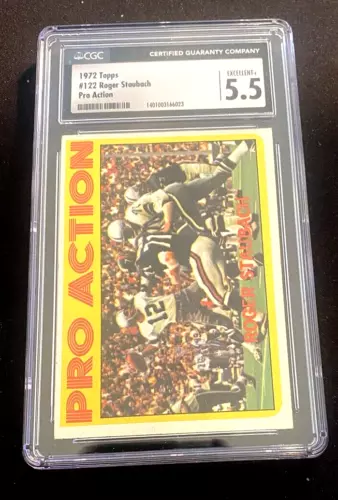 CGC
CERTIFIED GUARANTY COMPANY
1972 Topps
#122 Roger Staubach
Pro Action
EXCELLENT+
5.5
1401003166023
PRO ACTION
ROGER STAUBACH
12